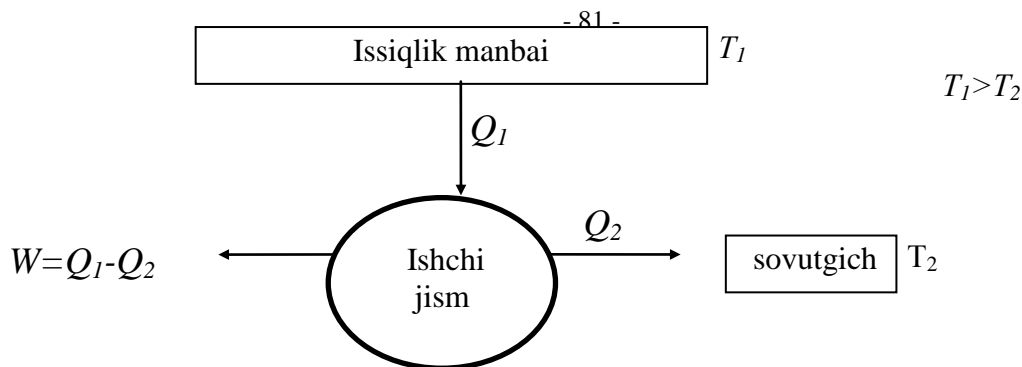 - 81 -
Issiqlik manbai T₁
T₁>T₂
Q₁
W=Q₁-Q₂
Ishchi
jism
Q₂
sovutgich T₂